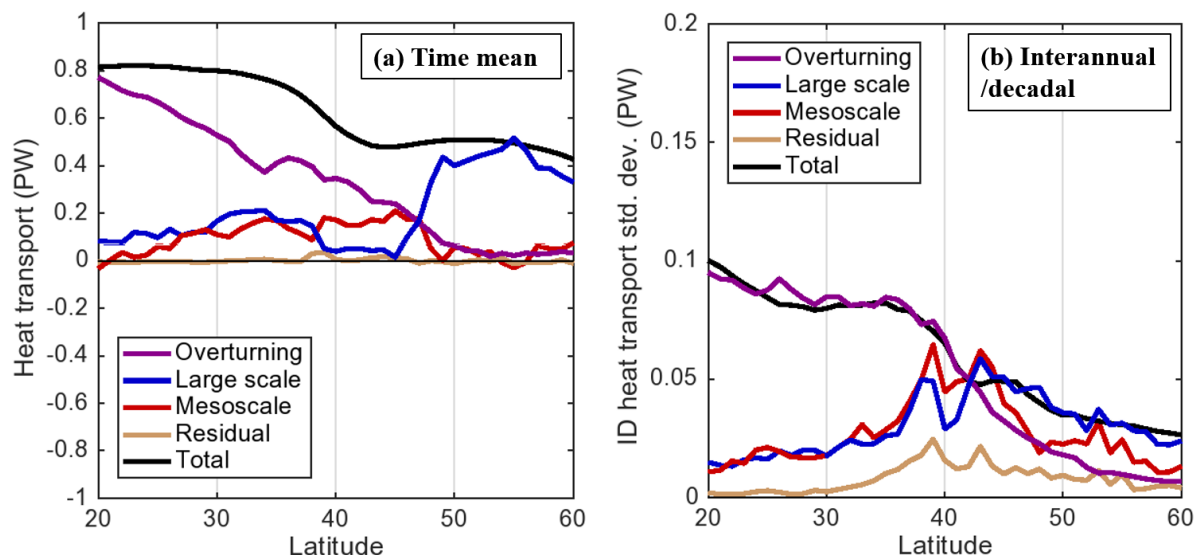 (a) Time mean
Heat transport (PW)
1
0.8
0.6
0.4
0.2
0
-0.2
-0.4
-0.6
-0.8
-1
Overturning
Large scale
Mesoscale
Residual
Total
20
30
40
50
60
Latitude
(b) Interannual
/decadal
ID heat transport std. dev. (PW)
0.2
0.15
0.1
0.05
0
Overturning
Large scale
Mesoscale
Residual
Total
20
30
40
50
60
Latitude